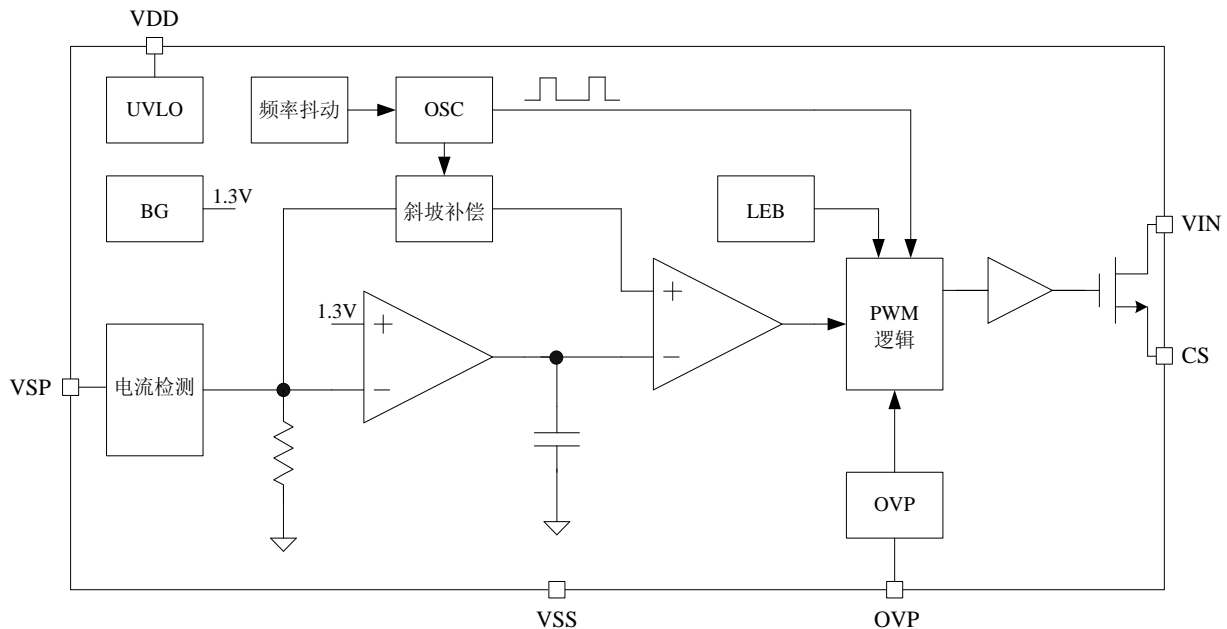 VDD
UVLO
频率抖动
OSC
BG
1.3V
斜坡补偿
LEB
VIN
1.3V
+
−
+
−
PWM
逻辑
CS
VSP
电流检测
OVP
VSS
OVP